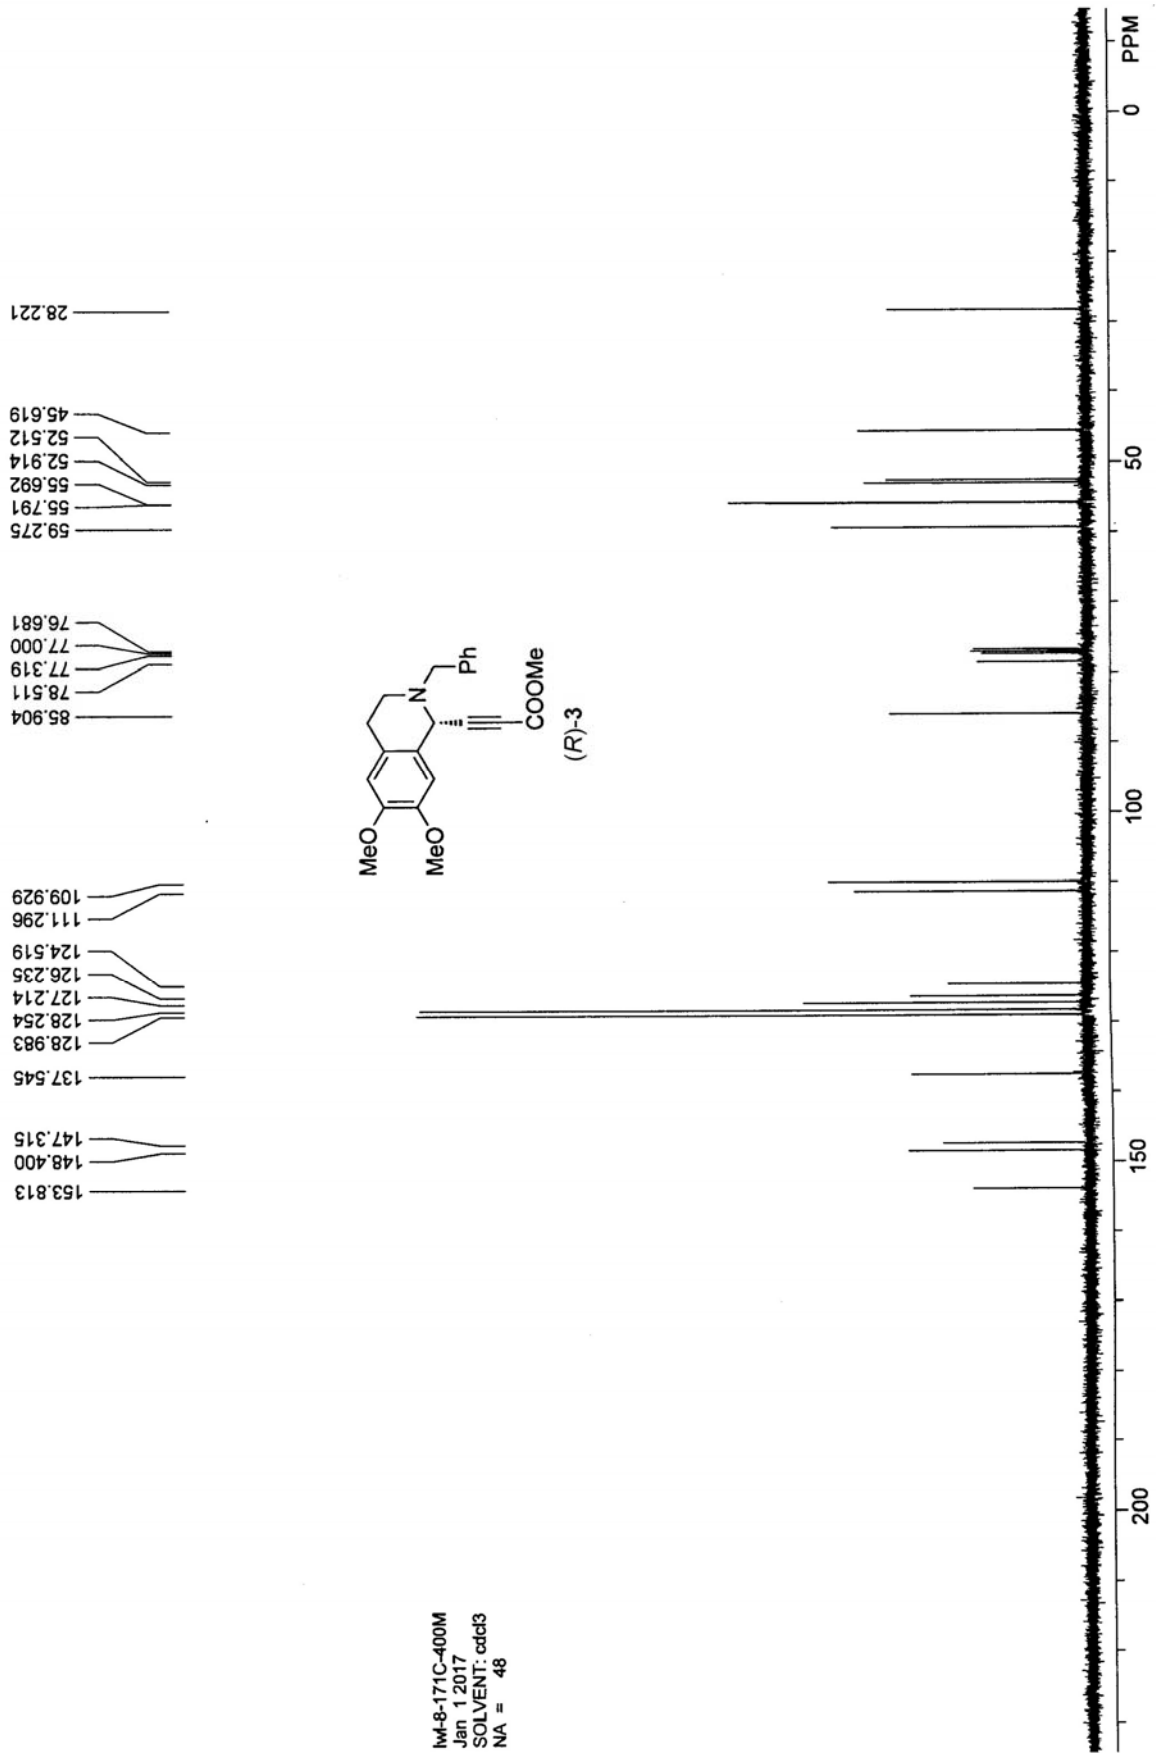 153.813
148.400
147.315
137.545
128.983
128.254
127.214
126.235
124.519
111.296
109.929
85.904
78.511
77.319
77.000
76.681
59.275
55.791
55.692
52.914
52.512
45.619
28.221
MeO
MeO
N
Ph
COOMe
(R)-3
lwl-8-171C-400M
Jan 1 2017
SOLVENT: cdcl3
NA = 48
200
150
100
50
0
PPM